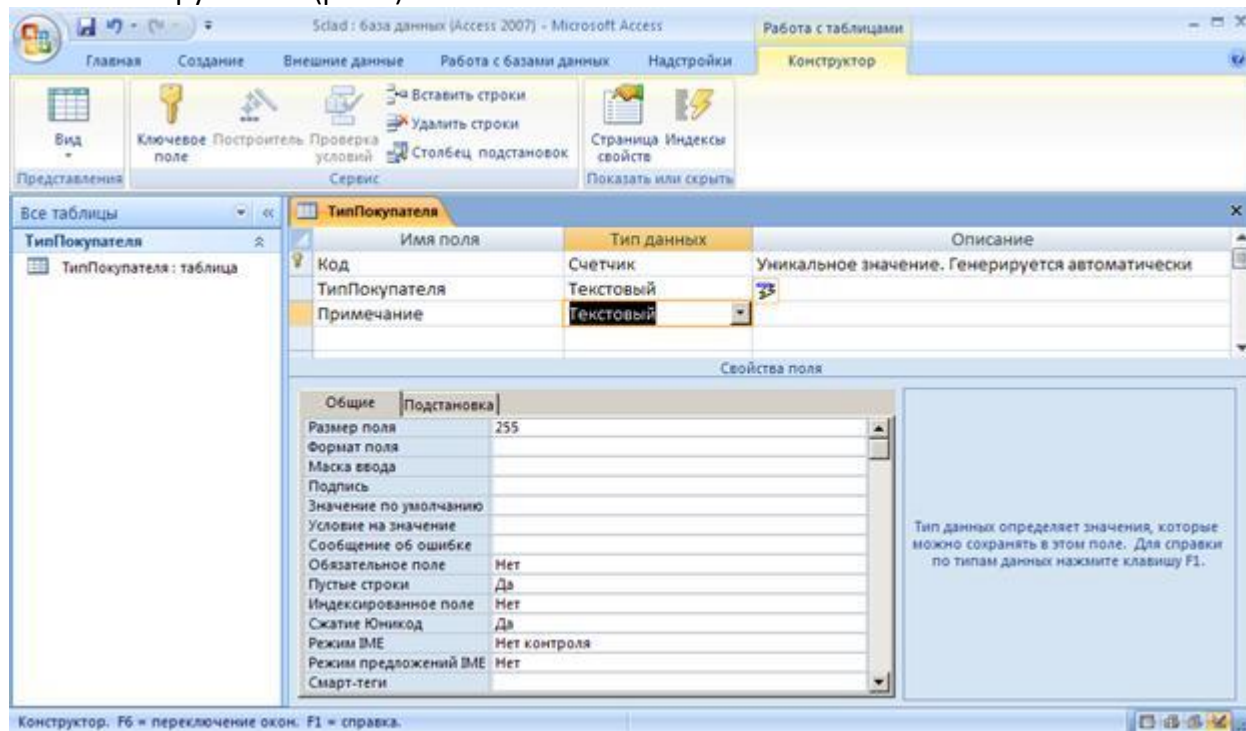 Sclad : база данных (Access 2007) - Microsoft Access
Работа с таблицами
Главная Создание Внешние данные Работа с базами данных Надстройки Конструктор
Вид
Ключевое поле
Построитель
Проверка условий
Вставить строки
Удалить строки
Столбец подстановок
Страница свойств
Индексы
Представления Сервис Показать или скрыть
Все таблицы
ТипПокупателя
ТипПокупателя : таблица
ТипПокупателя
Имя поля Тип данных Описание
Код Счетчик Уникальное значение. Генерируется автоматически
ТипПокупателя Текстовый
Примечание Текстовый
Свойства поля
Общие Подстановка
Размер поля 255
Формат поля
Маска ввода
Подпись
Значение по умолчанию
Условие на значение
Сообщение об ошибке
Обязательное поле Нет
Пустые строки Да
Индексированное поле Нет
Сжатие Юникод Да
Режим IME Нет контроля
Режим предложений IME Нет
Смарт-теги
Тип данных определяет значения, которые
можно сохранять в этом поле. Для справки
по типам данных нажмите клавишу F1.
Конструктор. F6 = переключение окон. F1 = справка.